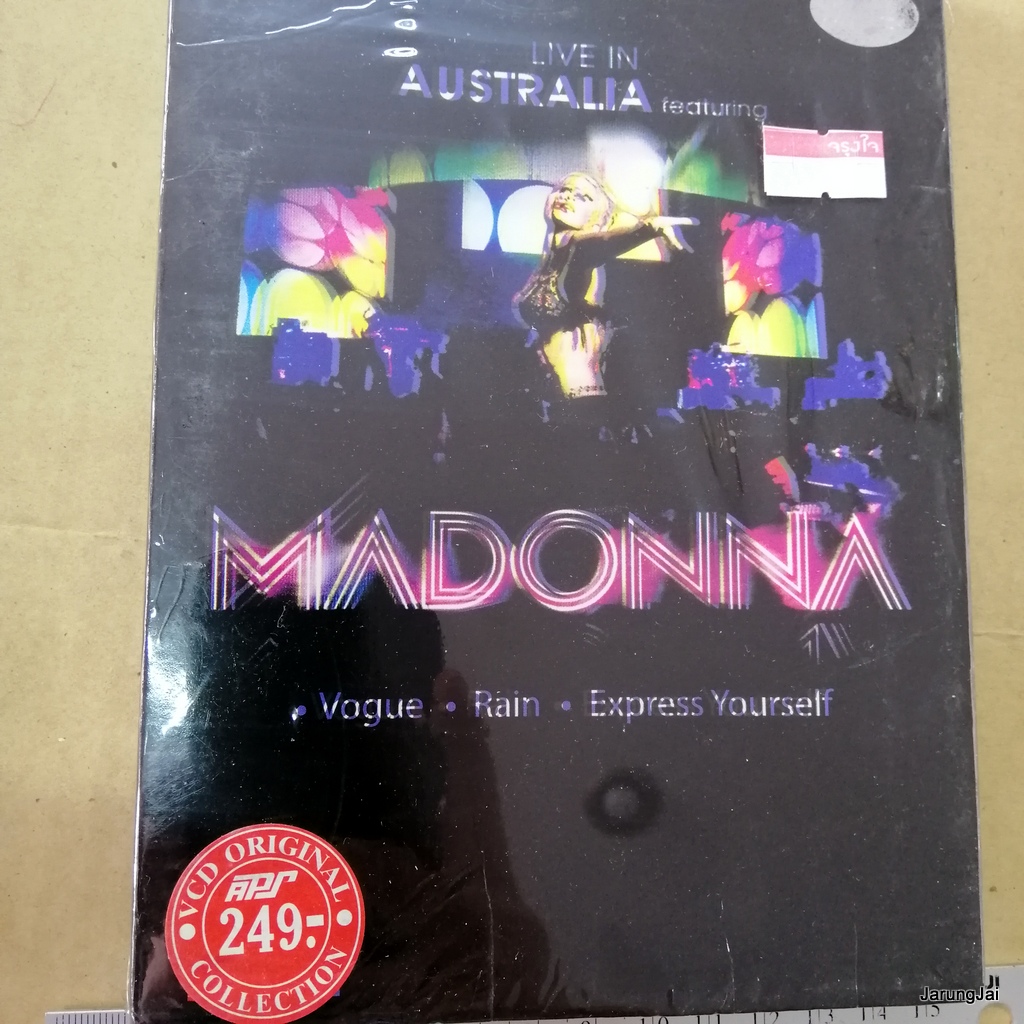 LIVE IN
AUSTRALIA featuring
จรุงใจ
MADONNA
• Vogue • Rain • Express Yourself
VCD ORIGINAL
APS
249.-
COLLECTION
JarungJai